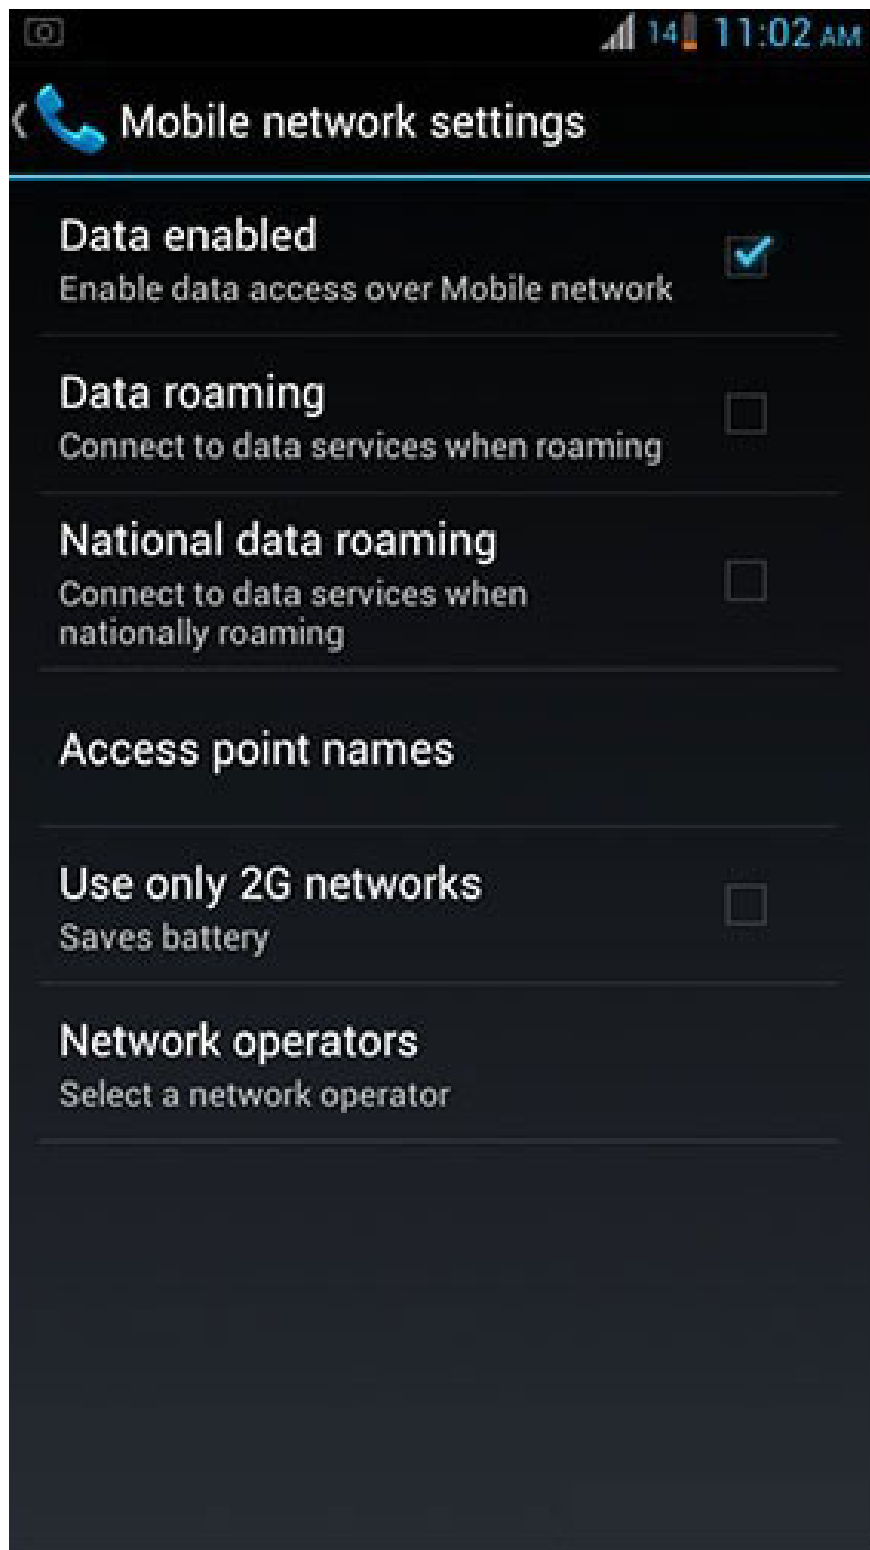 14 11:02 AM
Mobile network settings
Data enabled
Enable data access over Mobile network
Data roaming
Connect to data services when roaming
National data roaming
Connect to data services when
nationally roaming
Access point names
Use only 2G networks
Saves battery
Network operators
Select a network operator